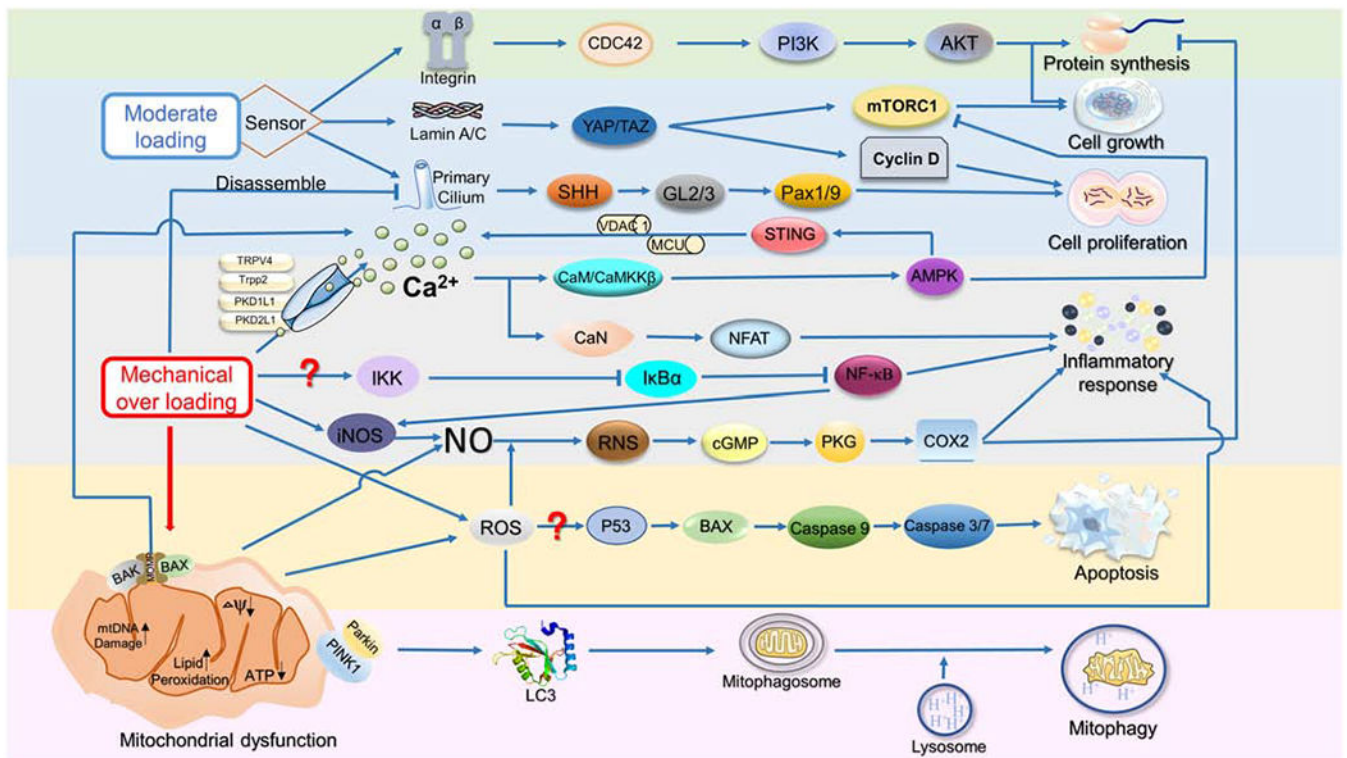 α β
Integrin
CDC42
PI3K
AKT
Protein synthesis
Moderate
loading
Sensor
Lamin A/C
YAP/TAZ
mTORC1
Cell growth
Cyclin D
Disassemble
Primary
Cilium
SHH
GL2/3
Pax1/9
Cell proliferation
VDAC 1
MCU
STING
TRPV4
Trpp2
PKD1L1
PKD2L1
Ca2+
CaM/CaMKKβ
AMPK
CaN
NFAT
Inflammatory
response
Mechanical
over loading
?
IKK
IκBα
NF-κB
iNOS
NO
RNS
cGMP
PKG
COX2
ROS
?
P53
BAX
Caspase 9
Caspase 3/7
Apoptosis
BAK
BAX
mtDNA
Damage
△Ψ
Lipid
Peroxidation
ATP
Parkin
PINK1
Mitochondrial dysfunction
LC3
Mitophagosome
H+
H+
H+
H+
Lysosome
H+
H+
H+
H+
Mitophagy